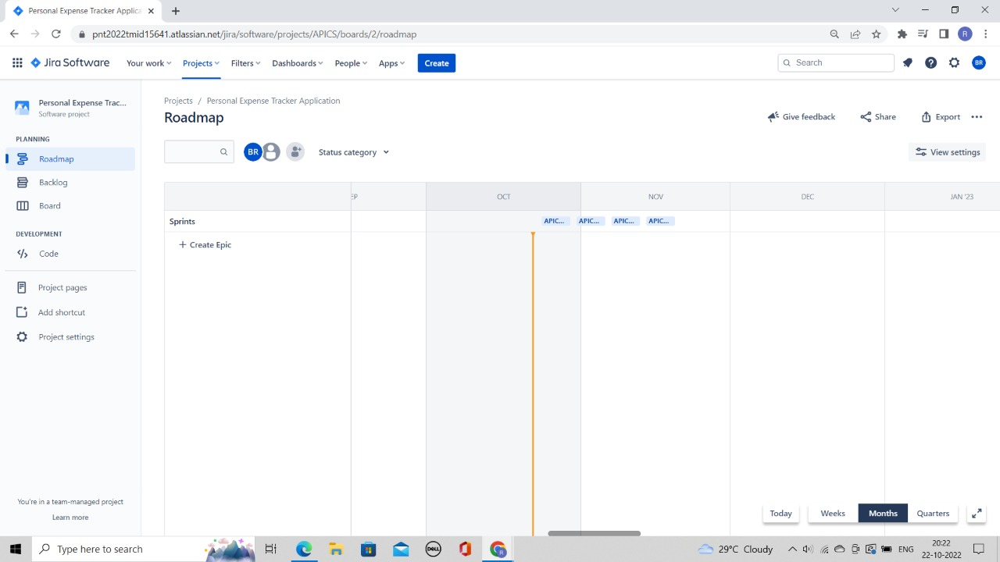 Personal Expense Tracker Applica
pnt2022tmid15641.atlassian.net/jira/software/projects/APICS/boards/2/roadmap
R
Jira Software
Your work
Projects
Filters
Dashboards
People
Apps
Create
Search
BR
Personal Expense Trac...
Software project
PLANNING
Roadmap
Backlog
Board
DEVELOPMENT
Code
Project pages
Add shortcut
Project settings
You're in a team-managed project
Learn more
Projects / Personal Expense Tracker Application
Roadmap
Give feedback
Share
Export
BR
Status category
View settings
EP
OCT
NOV
DEC
JAN '23
Sprints
APIC...
APIC...
APIC...
APIC...
+ Create Epic
Today
Weeks
Months
Quarters
Type here to search
DELL
R
29°C Cloudy
ENG
20:22
22-10-2022